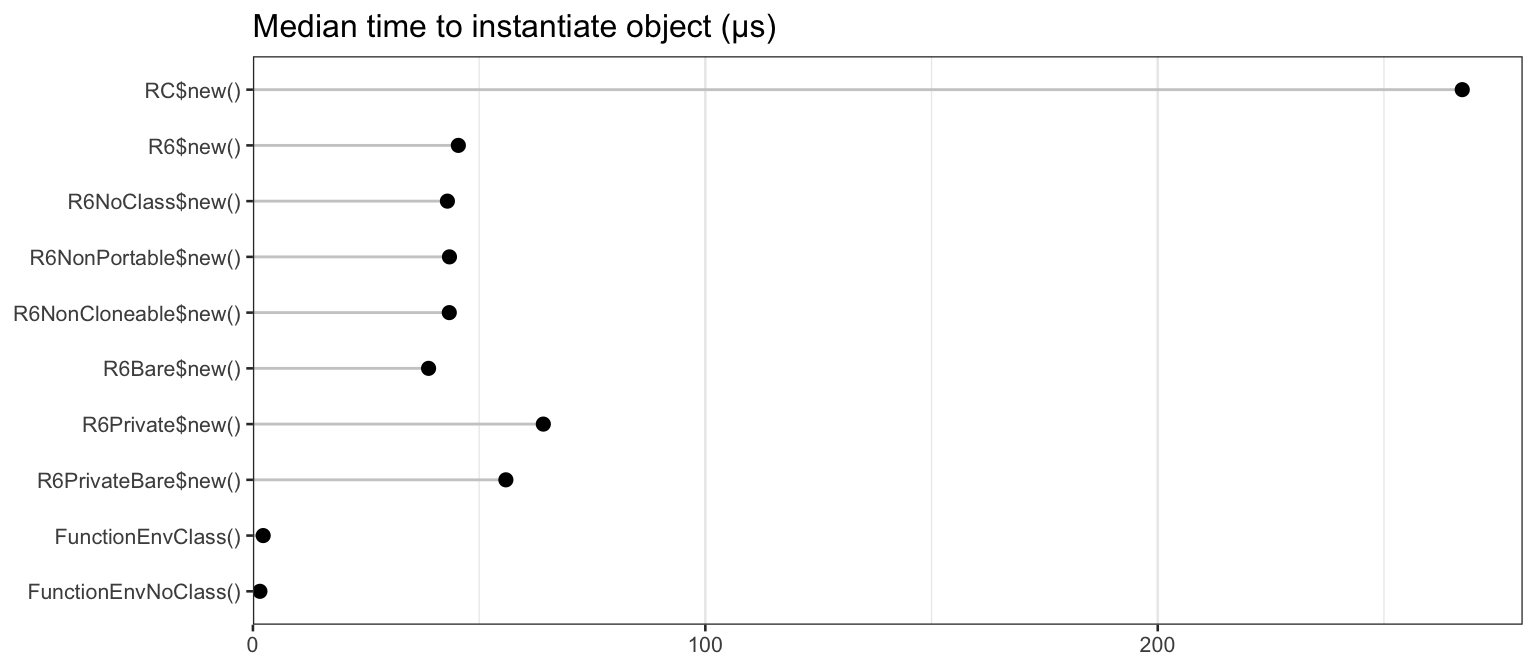 Median time to instantiate object (µs)
RC$new()
R6$new()
R6NoClass$new()
R6NonPortable$new()
R6NonCloneable$new()
R6Bare$new()
R6Private$new()
R6PrivateBare$new()
FunctionEnvClass()
FunctionEnvNoClass()
0 100 200